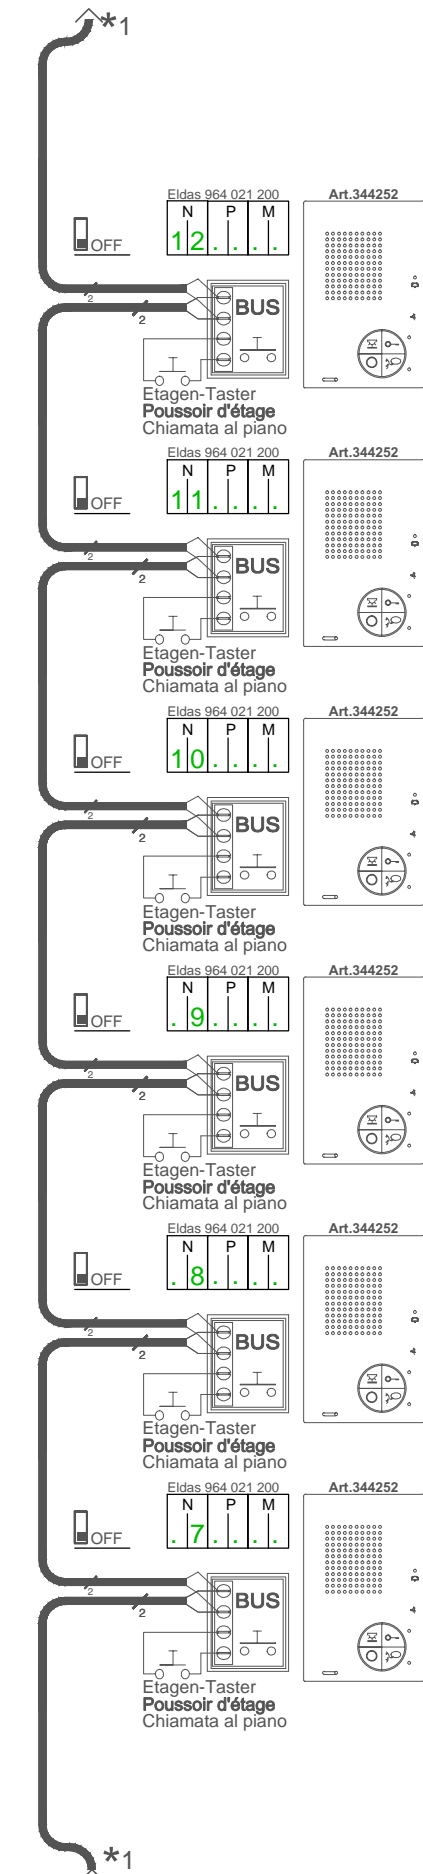 *1
Eldas 964 021 200 Art.344252
N P M
12. . . .
OFF
2
BUS
2
Etagen-Taster
Poussoir d'étage
Chiamata al piano
Eldas 964 021 200 Art.344252
N P M
11. . . .
OFF
2
BUS
2
Etagen-Taster
Poussoir d'étage
Chiamata al piano
Eldas 964 021 200 Art.344252
N P M
10. . . .
OFF
2
BUS
2
Etagen-Taster
Poussoir d'étage
Chiamata al piano
Eldas 964 021 200 Art.344252
N P M
. 9. . . .
OFF
2
BUS
2
Etagen-Taster
Poussoir d'étage
Chiamata al piano
Eldas 964 021 200 Art.344252
N P M
. 8. . . .
OFF
2
BUS
2
Etagen-Taster
Poussoir d'étage
Chiamata al piano
Eldas 964 021 200 Art.344252
N P M
. 7. . . .
OFF
2
BUS
2
Etagen-Taster
Poussoir d'étage
Chiamata al piano
*1